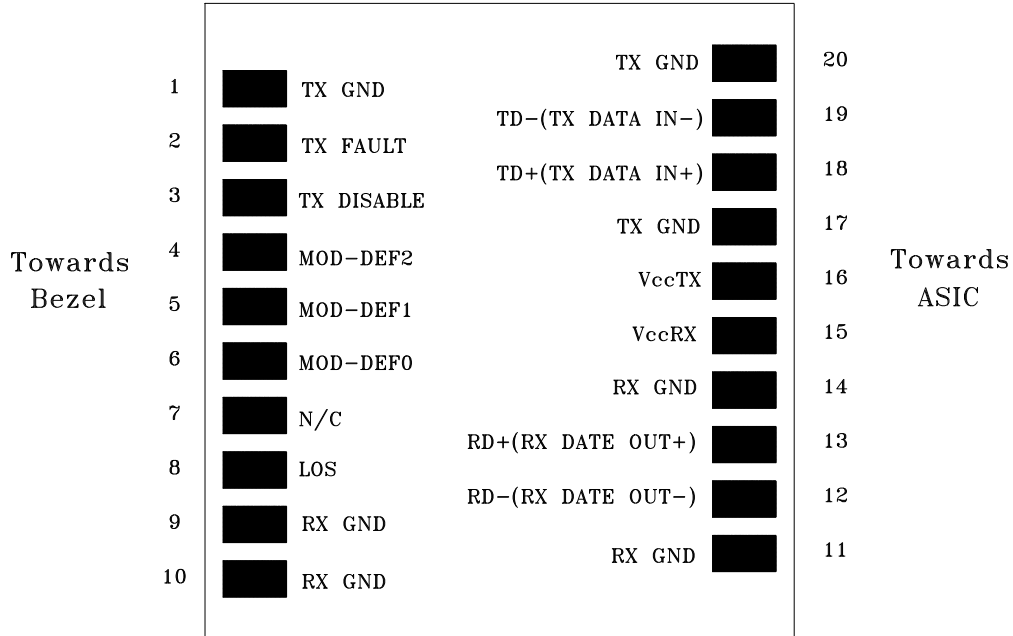 1 TX GND
2 TX FAULT
3 TX DISABLE
4 MOD-DEF2
5 MOD-DEF1
6 MOD-DEF0
7 N/C
8 LOS
9 RX GND
10 RX GND
Towards
Bezel
TX GND 20
TD-(TX DATA IN-) 19
TD+(TX DATA IN+) 18
TX GND 17
VccTX 16
VccRX 15
RX GND 14
RD+(RX DATE OUT+) 13
RD-(RX DATE OUT-) 12
RX GND 11
Towards
ASIC